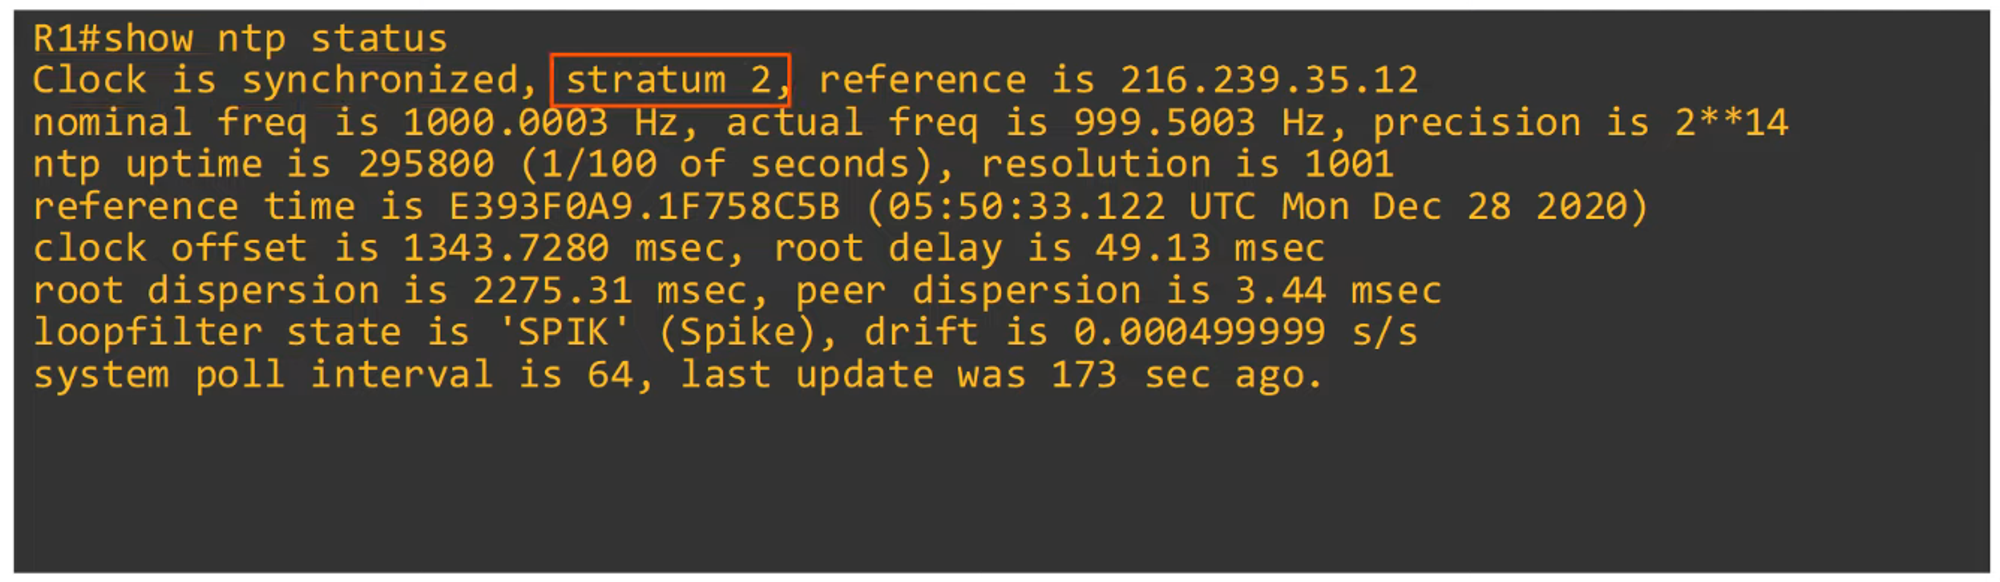 R1#show ntp status
Clock is synchronized, stratum 2, reference is 216.239.35.12
nominal freq is 1000.0003 Hz, actual freq is 999.5003 Hz, precision is 2**14
ntp uptime is 295800 (1/100 of seconds), resolution is 1001
reference time is E393F0A9.1F758C5B (05:50:33.122 UTC Mon Dec 28 2020)
clock offset is 1343.7280 msec, root delay is 49.13 msec
root dispersion is 2275.31 msec, peer dispersion is 3.44 msec
loopfilter state is 'SPIK' (Spike), drift is 0.000499999 s/s
system poll interval is 64, last update was 173 sec ago.